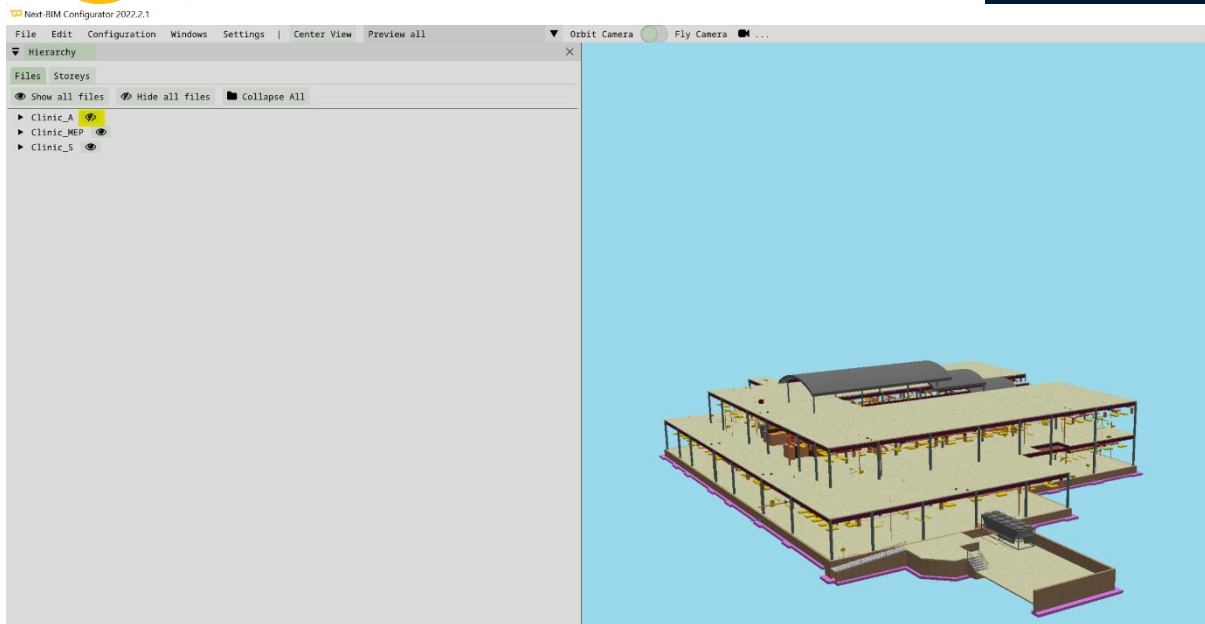 Next-BIM Configurator 2022.2.1
File Edit Configuration Windows Settings | Center View Preview all Orbit Camera Fly Camera ...
Hierarchy
Files Storeys
Show all files Hide all files Collapse All
Clinic_A
Clinic_MEP
Clinic_S